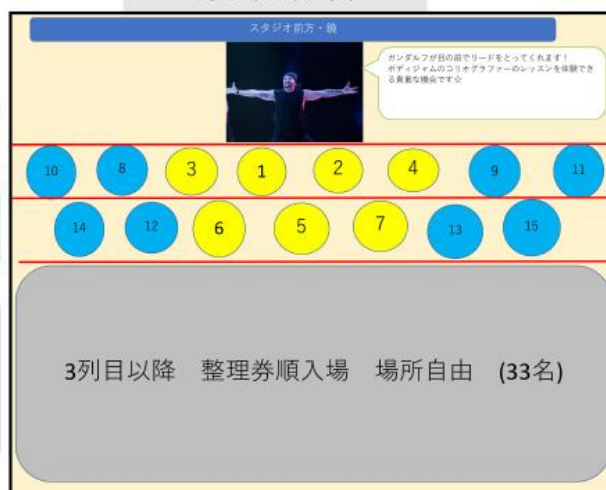 スタジオ前方・鏡
ガンダルフが目の前でリードをとってくれます！
ボディジャムのコリオグラファーのレッスンを体験でき
る貴重な機会です☆
10 8 3 1 2 4 9 11
14 12 6 5 7 13 15
3列目以降 整理券順入場 場所自由 (33名)